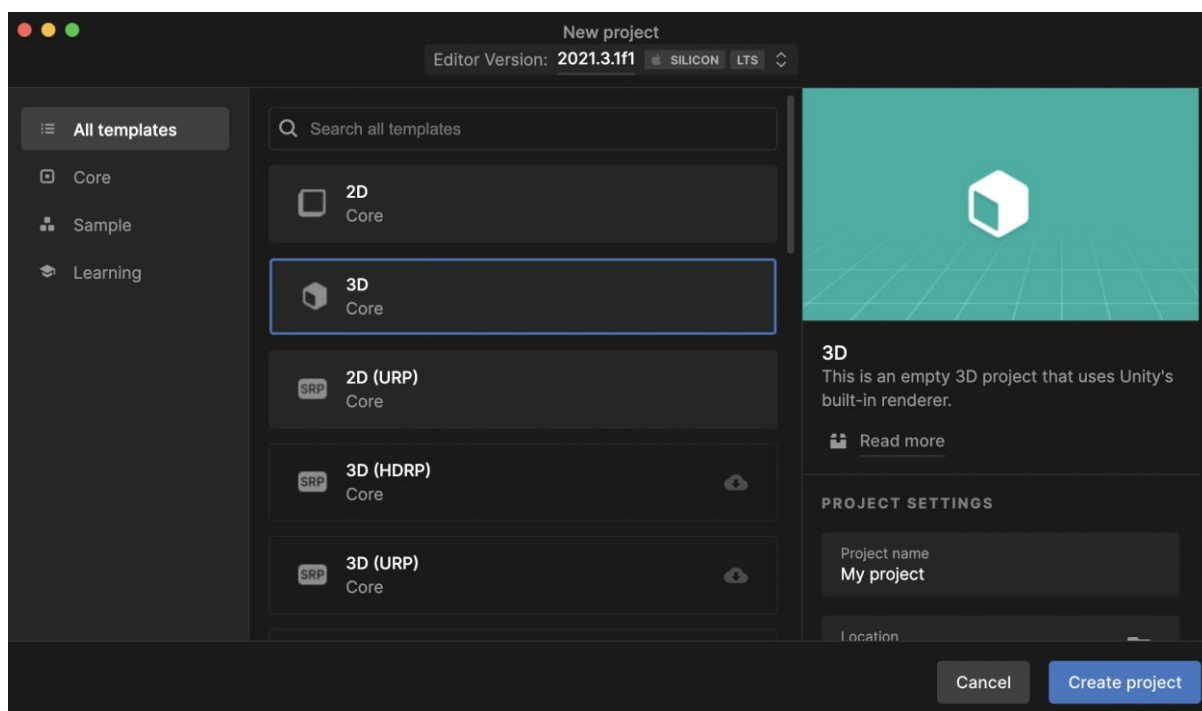 New project
Editor Version: 2021.3.1f1 SILICON LTS
All templates
Core
Sample
Learning
Search all templates
2D
Core
3D
Core
2D (URP)
Core
SRP
3D (HDRP)
Core
SRP
3D (URP)
Core
SRP
3D
This is an empty 3D project that uses Unity's
built-in renderer.
Read more
PROJECT SETTINGS
Project name
My project
Location
Cancel
Create project